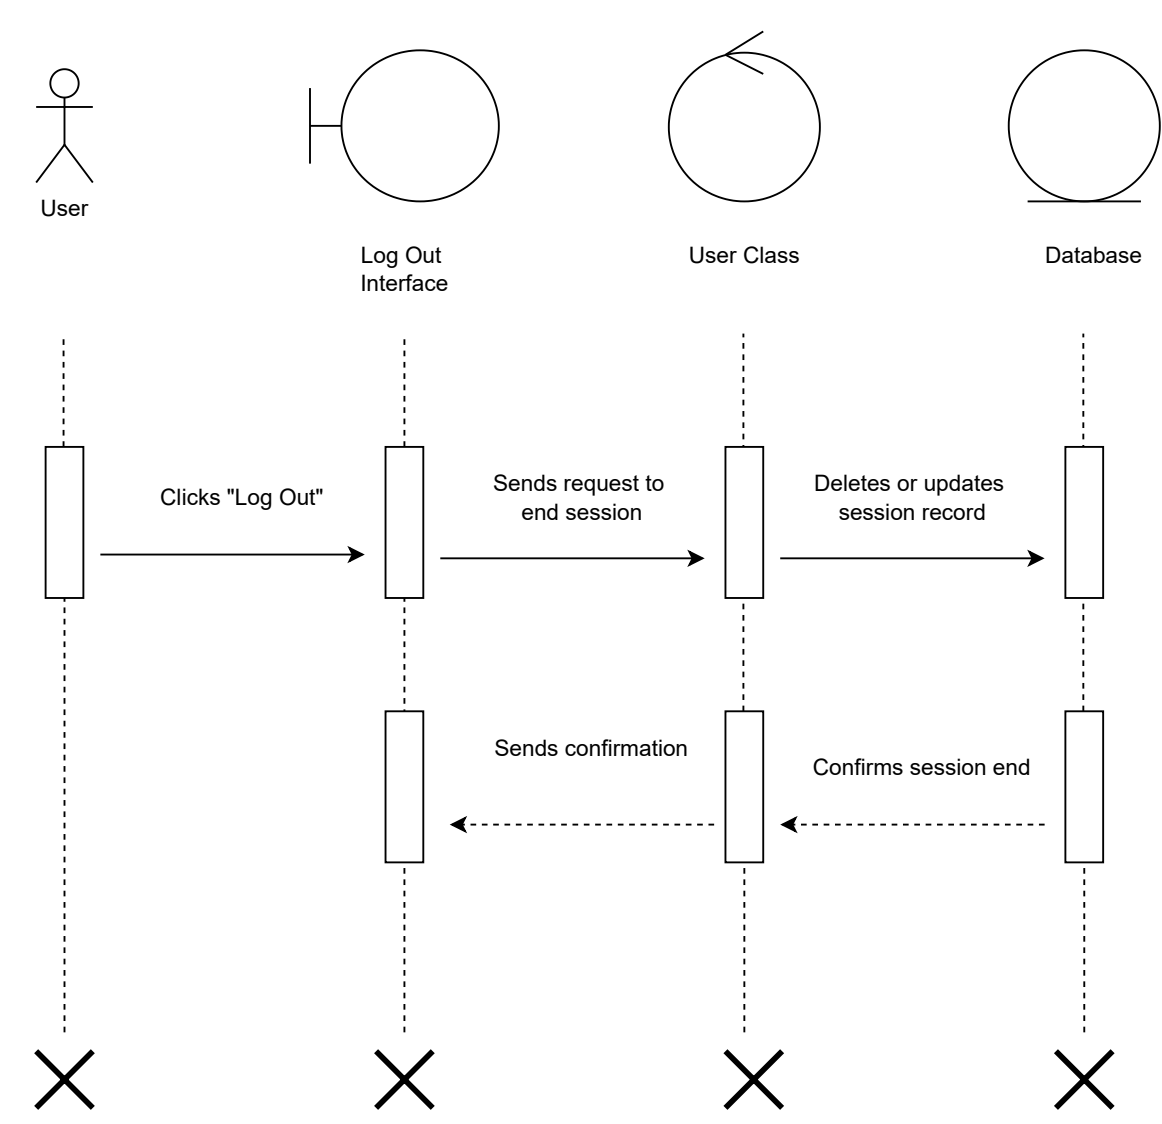 User
Log Out
Interface
User Class
Database
Clicks "Log Out"
Sends request to
end session
Deletes or updates
session record
Sends confirmation
Confirms session end